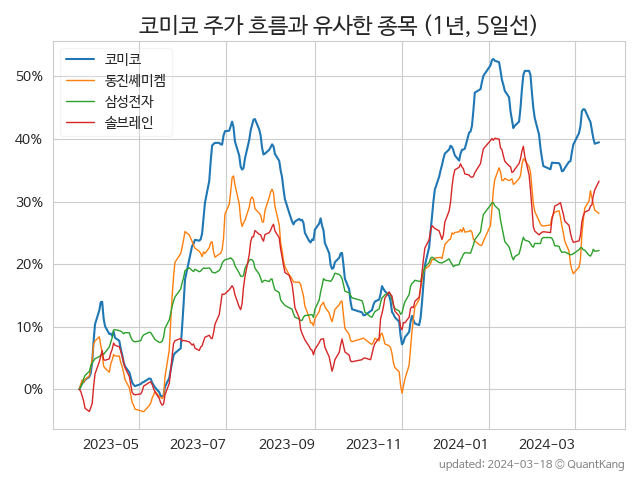 코미코 주가 흐름과 유사한 종목 (1년, 5일선)
코미코
동진쎄미켐
삼성전자
솔브레인
50%
40%
30%
20%
10%
0%
2023-05 2023-07 2023-09 2023-11 2024-01 2024-03
updated: 2024-03-18 © QuantKang